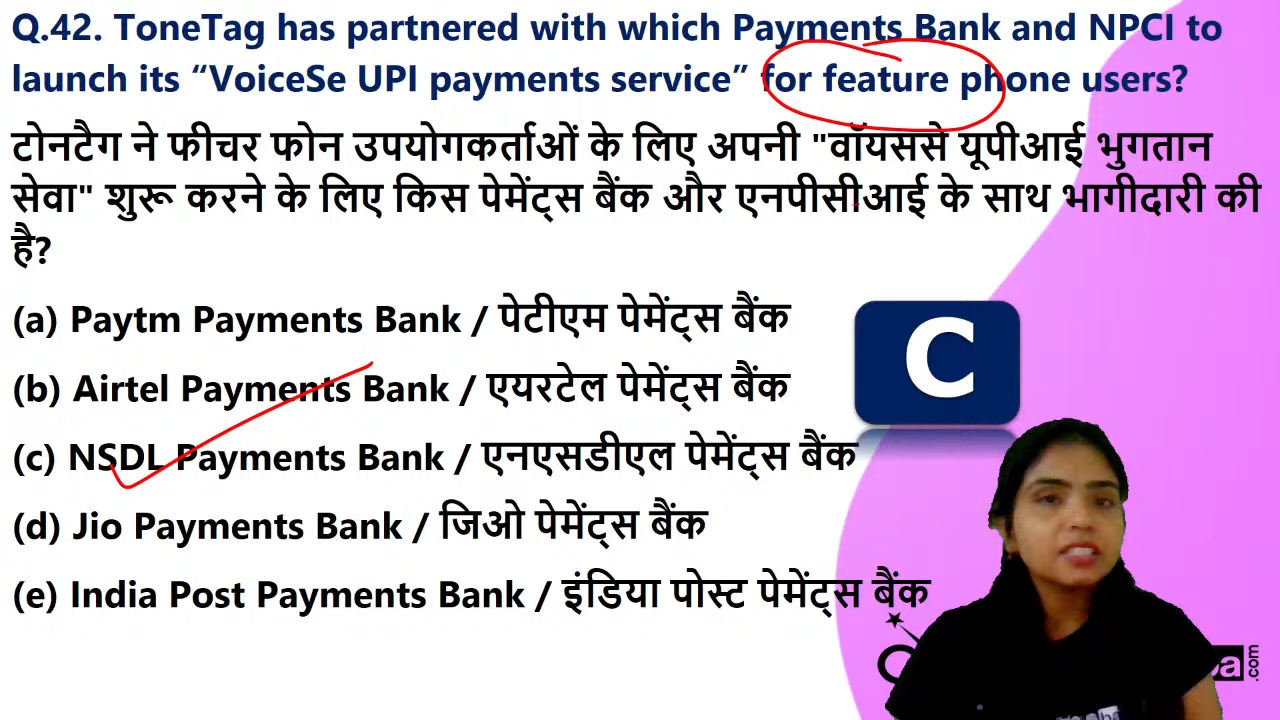 Q.42. ToneTag has partnered with which Payments Bank and NPCI to
launch its “VoiceSe UPI payments service” for feature phone users?
टोनटैग ने फीचर फोन उपयोगकर्ताओं के लिए अपनी "वॉयससे यूपीआई भुगतान
सेवा" शुरू करने के लिए किस पेमेंट्स बैंक और एनपीसीआई के साथ भागीदारी की
है?
(a) Paytm Payments Bank / पेटीएम पेमेंट्स बैंक
(b) Airtel Payments Bank / एयरटेल पेमेंट्स बैंक
(c) NSDL Payments Bank / एनएसडीएल पेमेंट्स बैंक
(d) Jio Payments Bank / जिओ पेमेंट्स बैंक
(e) India Post Payments Bank / इंडिया पोस्ट पेमेंट्स बैंक
C
.com